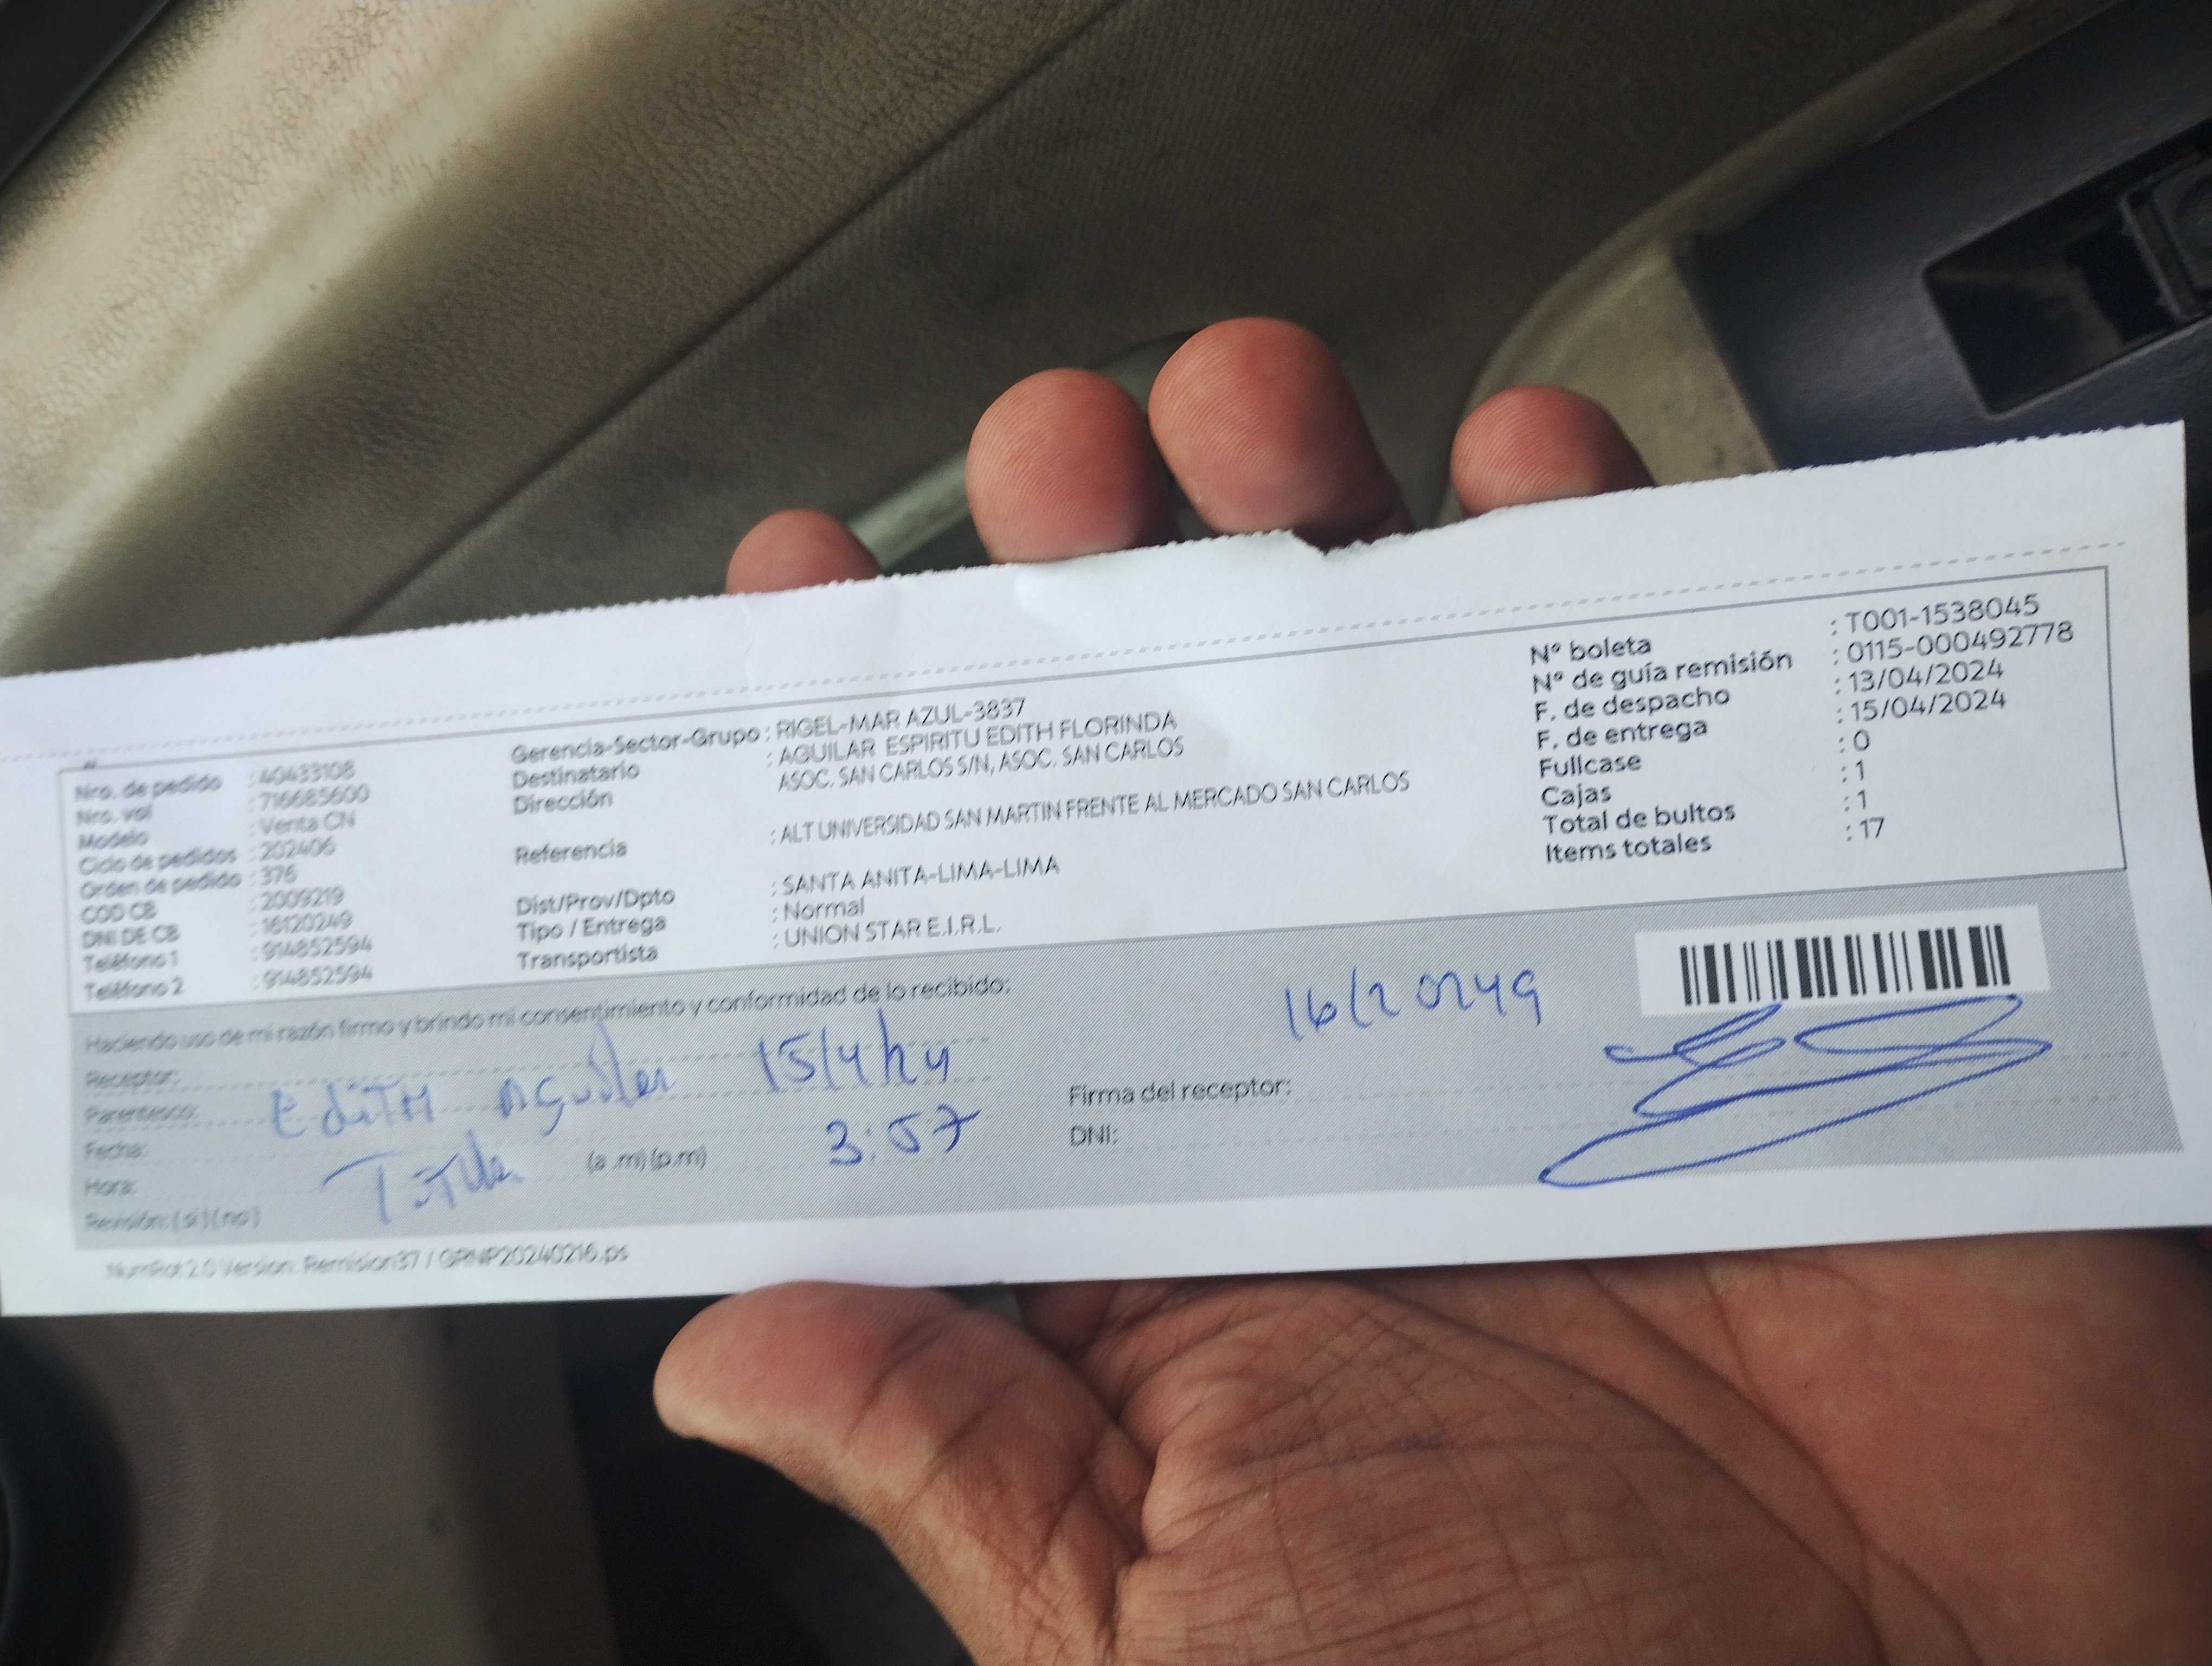 Nro. de pedido : 40433108
Nro. vol : 716685600
Modelo : Venta CN
Ciclo de pedidos : 202406
Orden de pedido : 376
COD CB : 2009219
DNI DE CB : 16120249
Teléfono 1 : 914852594
Teléfono 2 : 914852594
Gerencia-Sector-Grupo : RIGEL-MAR AZUL-3837
Destinatario : AGUILAR ESPIRITU EDITH FLORINDA
Dirección ASOC. SAN CARLOS S/N, ASOC. SAN CARLOS
Referencia : ALT UNIVERSIDAD SAN MARTIN FRENTE AL MERCADO SAN CARLOS
Dist/Prov/Dpto : SANTA ANITA-LIMA-LIMA
Tipo / Entrega : Normal
Transportista : UNION STAR E.I.R.L.
N° boleta : T001-1538045
N° de guía remisión : 0115-000492778
F. de despacho : 13/04/2024
F. de entrega : 15/04/2024
Fullcase : 0
Cajas : 1
Total de bultos : 1
Items totales : 17
Haciendo uso de mi razón firmo y brindo mi consentimiento y conformidad de lo recibido:
Receptor:
Parentesco: Edith Aguilar 15/4/24
Fecha:
Hora: (a .m) (p.m) 3:57
Revisión: (si) (no)
16120249
Firma del receptor:
DNI:
Version: Remision37 / GRNP20240216.ps